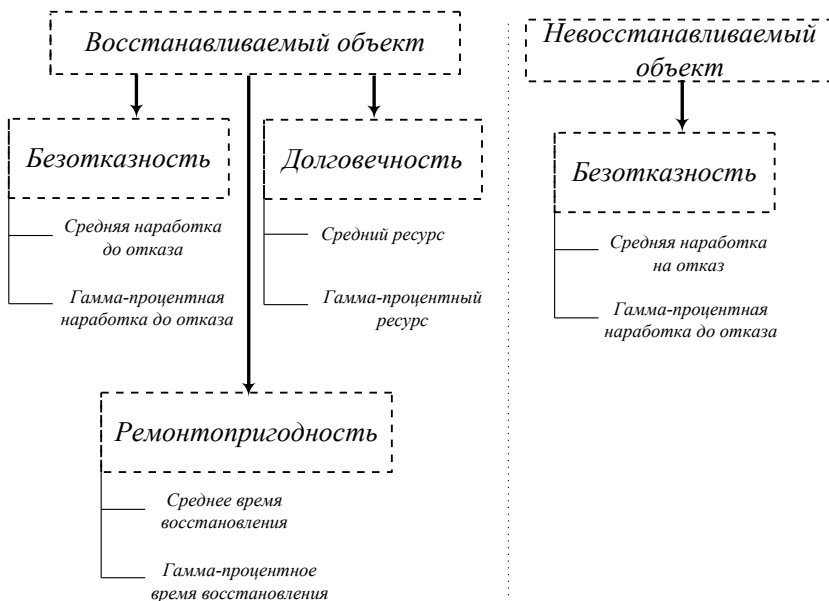 Восстанавливаемый объект
Безотказность
Средняя наработка
до отказа
Гамма-процентная
наработка до отказа
Долговечность
Средний ресурс
Гамма-процентный
ресурс
Ремонтопригодность
Среднее время
восстановления
Гамма-процентное
время восстановления
Невосстанавливаемый
объект
Безотказность
Средняя наработка
на отказ
Гамма-процентная
наработка до отказа